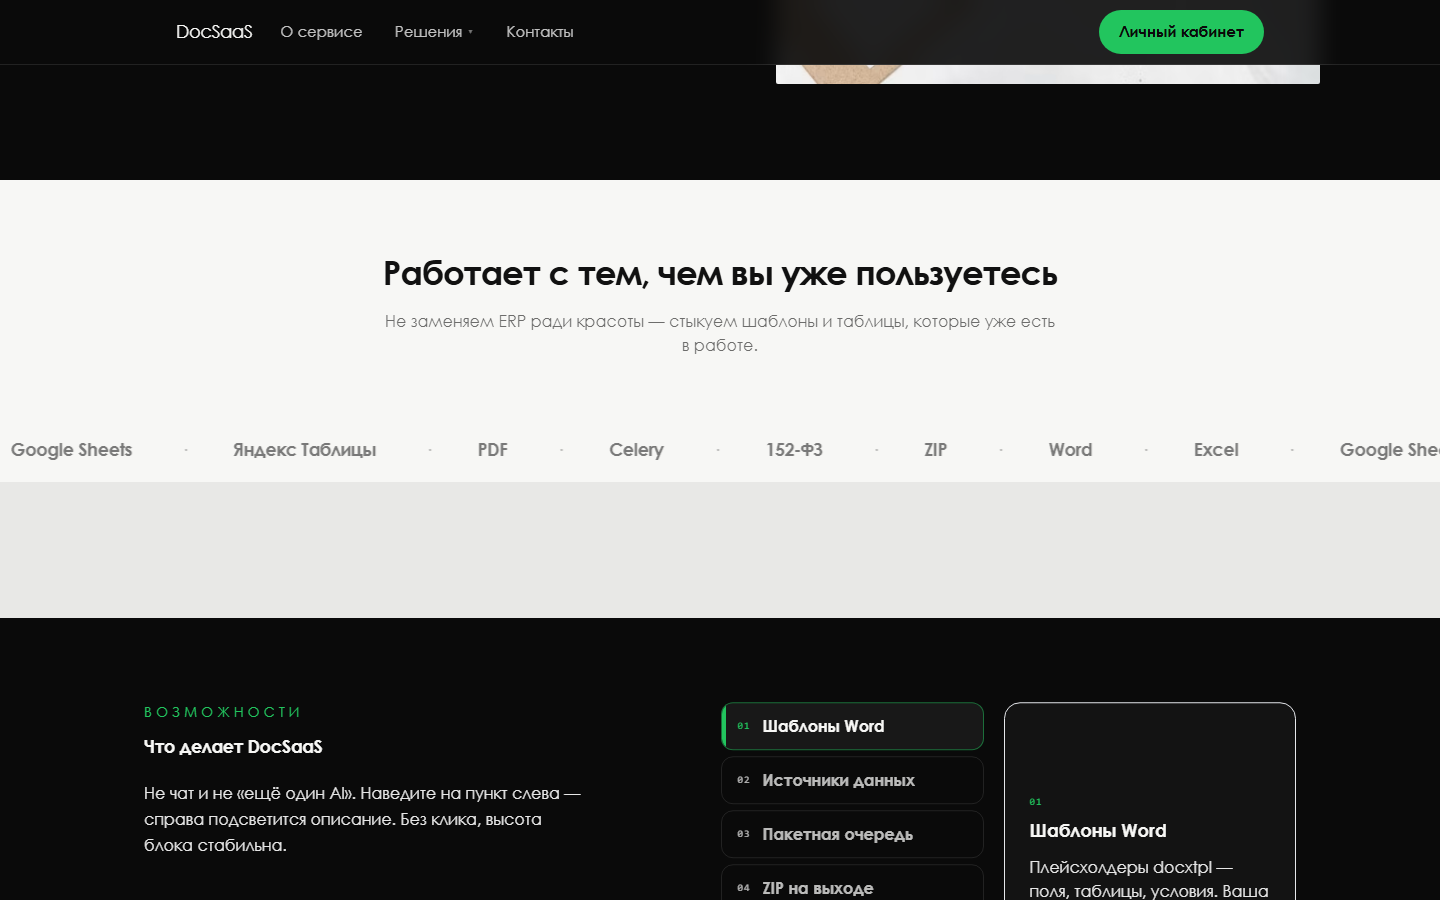 DocSaaS О сервисе Решения Контакты Личный кабинет
Работает с тем, чем вы уже пользуетесь
Не заменяем ERP ради красоты — стыкуем шаблоны и таблицы, которые уже есть
в работе.
Google Sheets · Яндекс Таблицы · PDF · Celery · 152-ФЗ · ZIP · Word · Excel · Google She
ВОЗМОЖНОСТИ
Что делает DocSaaS
Не чат и не «ещё один AI». Наведите на пункт слева —
справа подсветится описание. Без клика, высота
блока стабильна.
01 Шаблоны Word
02 Источники данных
03 Пакетная очередь
04 ZIP на выходе
01
Шаблоны Word
Плейсхолдеры docxtpl —
поля, таблицы, условия. Ваша